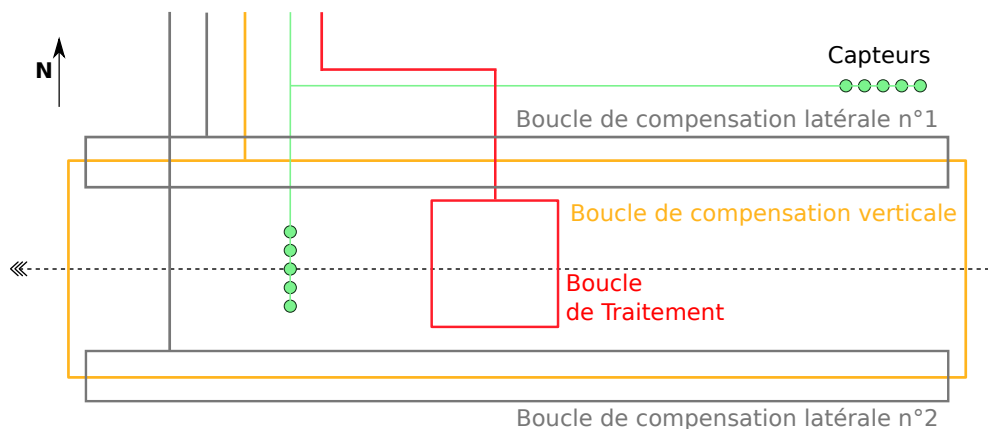 N
Capteurs
Boucle de compensation latérale n°1
Boucle de compensation verticale
Boucle
de Traitement
Boucle de compensation latérale n°2